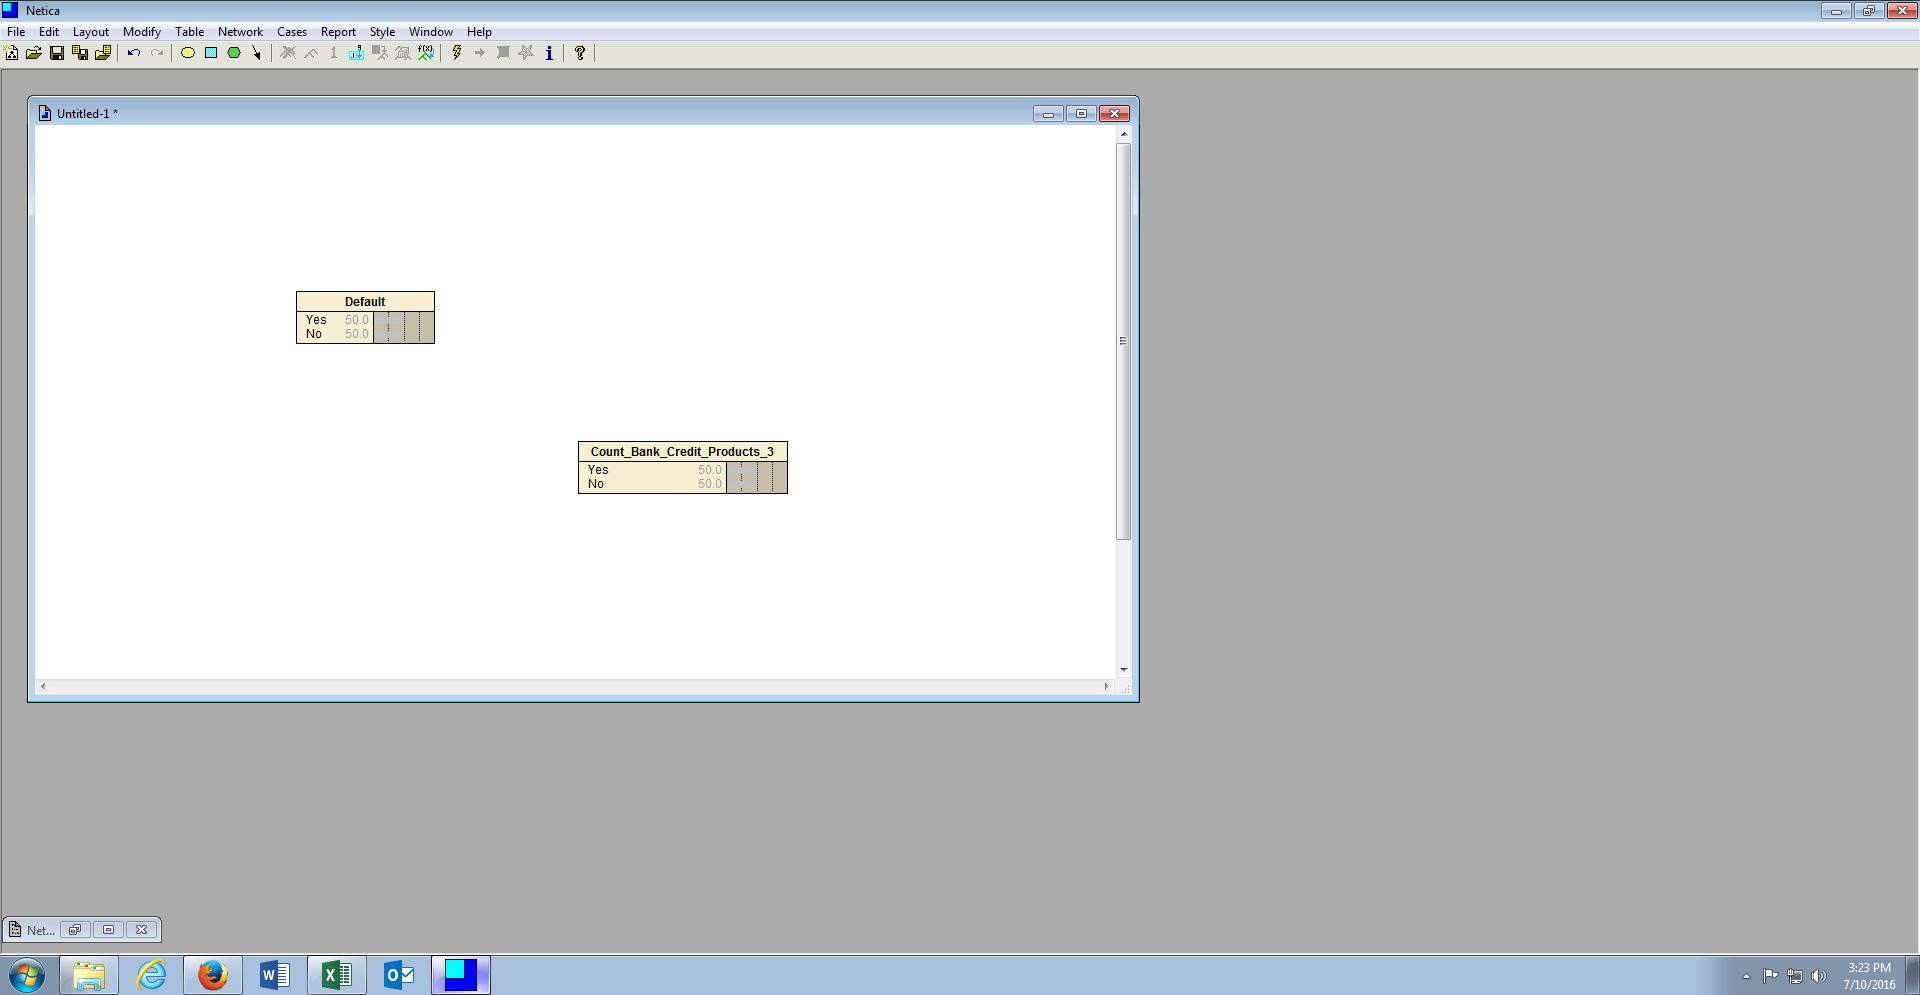 Netica
File Edit Layout Modify Table Network Cases Report Style Window Help
1 f(x) i ?
Untitled-1 *
Default
Yes 50.0
No 50.0
Count_Bank_Credit_Products_3
Yes 50.0
No 50.0
Net...
3:23 PM
7/10/2016